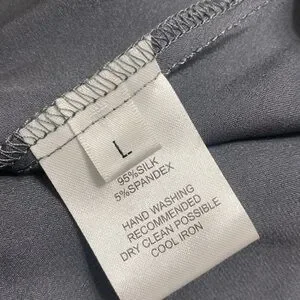 L
95%SILK
5%SPANDEX
HAND WASHING
RECOMMENDED
DRY CLEAN POSSIBLE
COOL IRON